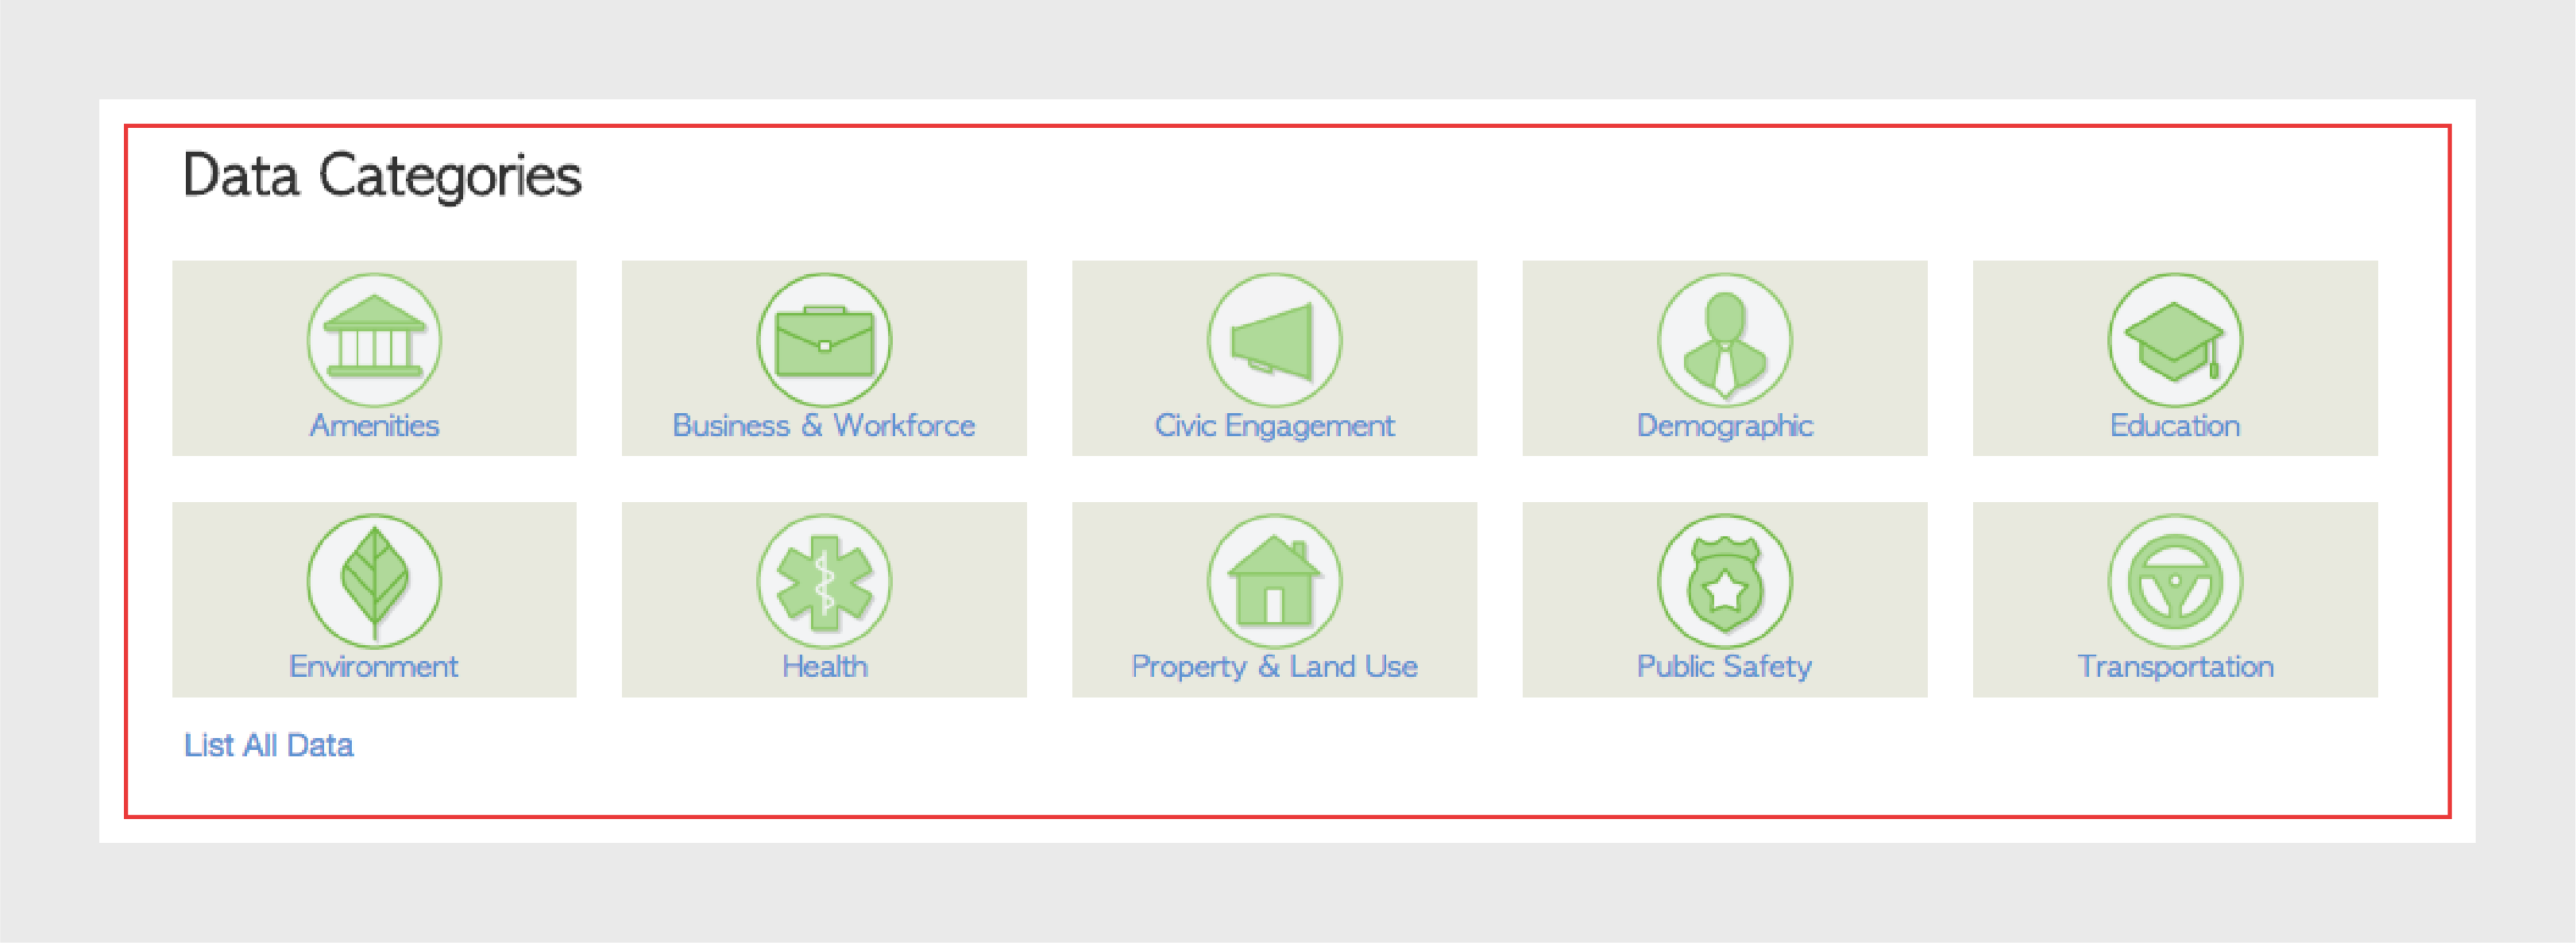 Data Categories
Amenities
Business & Workforce
Civic Engagement
Demographic
Education
Environment
Health
Property & Land Use
Public Safety
Transportation
List All Data